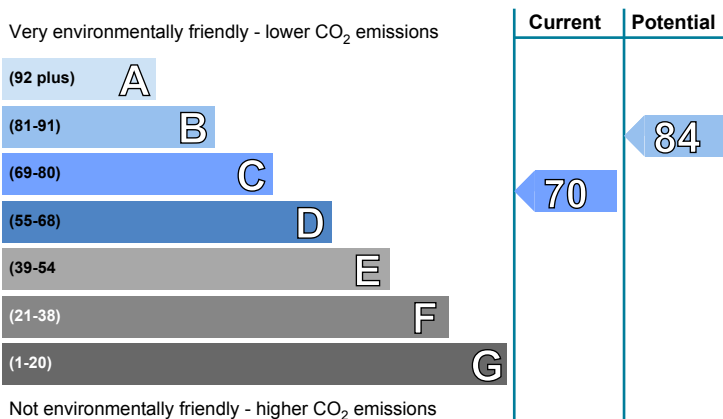 Very environmentally friendly - lower CO2 emissions
Current
Potential
(92 plus) A
(81-91) B
84
(69-80) C
70
(55-68) D
(39-54 E
(21-38) F
(1-20) G
Not environmentally friendly - higher CO2 emissions